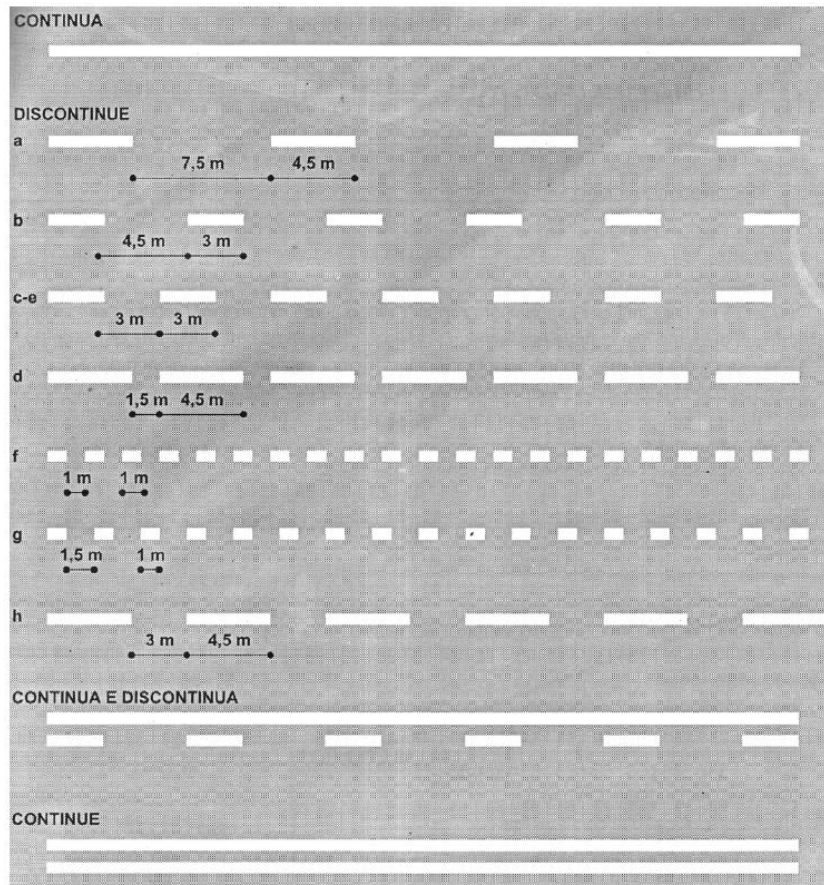 CONTINUA
DISCONTINUE
a
7,5 m 4,5 m
b
4,5 m 3 m
c-e
3 m 3 m
d
1,5 m 4,5 m
f
1 m 1 m
g
1,5 m 1 m
h
3 m 4,5 m
CONTINUA E DISCONTINUA
CONTINUE